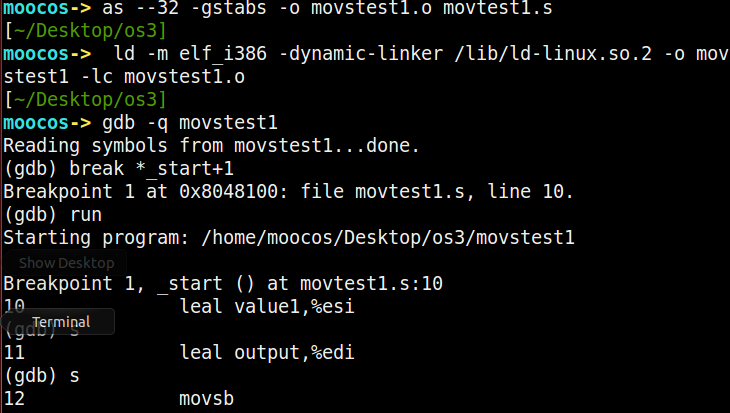 moocos-> as --32 -gstabs -o movstest1.o movtest1.s
[~/Desktop/os3]
moocos->  ld -m elf_i386 -dynamic-linker /lib/ld-linux.so.2 -o mov
stest1 -lc movstest1.o
[~/Desktop/os3]
moocos-> gdb -q movstest1
Reading symbols from movstest1...done.
(gdb) break *_start+1
Breakpoint 1 at 0x8048100: file movtest1.s, line 10.
(gdb) run
Starting program: /home/moocos/Desktop/os3/movstest1
Show Desktop
Breakpoint 1, _start () at movtest1.s:10
10              leal value1,%esi
Terminal
(gdb) s
11              leal output,%edi
(gdb) s
12              movsb